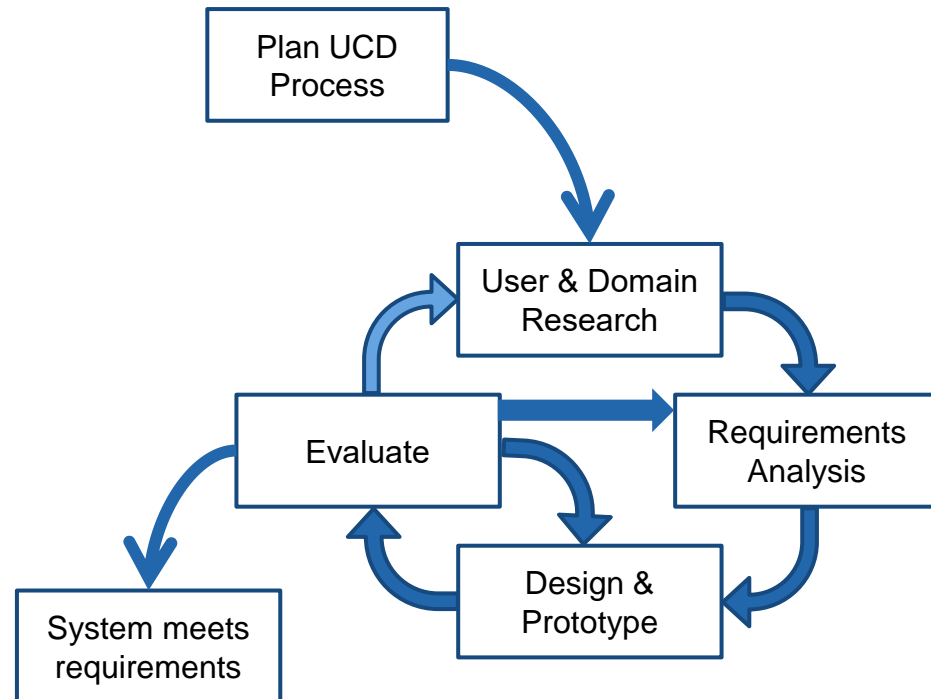 Plan UCD
Process
User & Domain
Research
Evaluate
Requirements
Analysis
Design &
Prototype
System meets
requirements